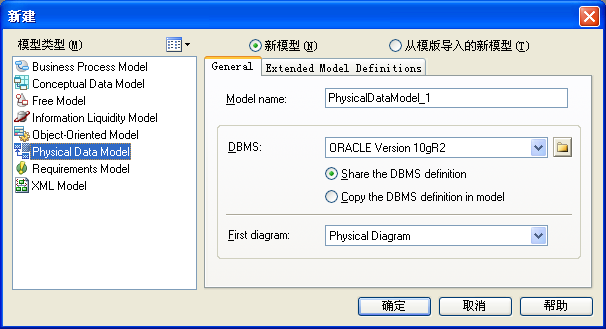 新建
模型类型(M)
新模型(N)
从模版导入的新模型(T)
Business Process Model
Conceptual Data Model
Free Model
Information Liquidity Model
Object-Oriented Model
Physical Data Model
Requirements Model
XML Model
General
Extended Model Definitions
Model name:
PhysicalDataModel_1
DBMS:
ORACLE Version 10gR2
Share the DBMS definition
Copy the DBMS definition in model
First diagram:
Physical Diagram
确定
取消
帮助